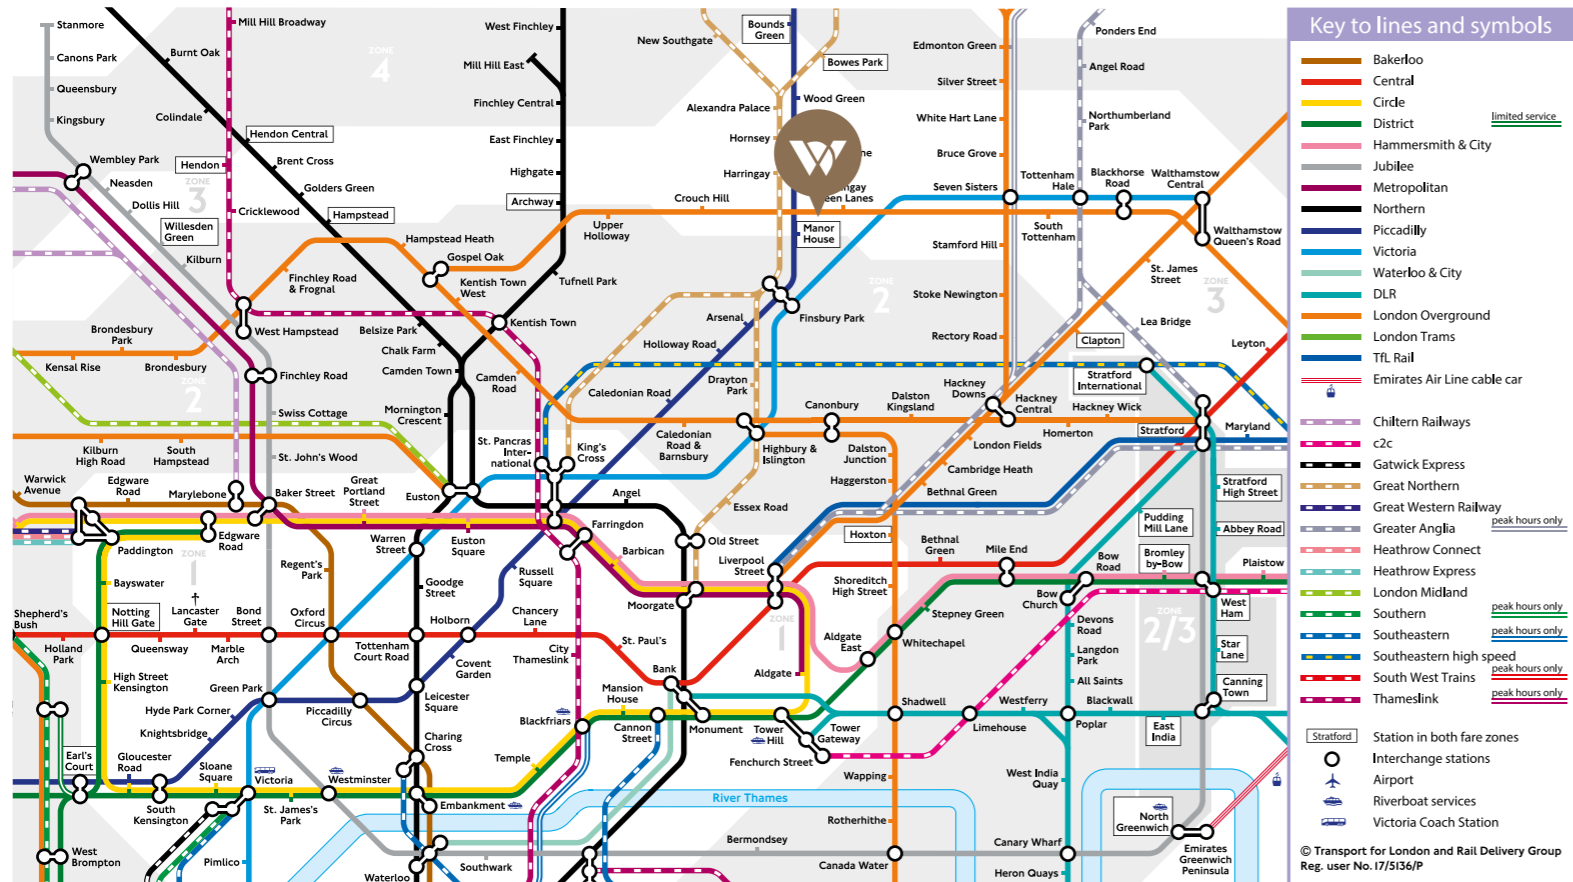 Stanmore
Canons Park
Queensbury
Kingsbury
Burnt Oak
Colindale
Mill Hill Broadway
Hendon Central
Hendon
Brent Cross
Golders Green
Hampstead
Cricklewood
Wembley Park
Neasden
Dollis Hill
Willesden
Green
Kilburn
ZONE
3
ZONE
4
West Finchley
Mill Hill East
Finchley Central
East Finchley
Highgate
Archway
Upper
Holloway
Crouch Hill
Tufnell Park
New Southgate
Bounds
Green
Bowes Park
Alexandra Palace
Wood Green
Hornsey
Harringay
Manor
House
Edmonton Green
Silver Street
White Hart Lane
Bruce Grove
Seven Sisters
Stamford Hill
Stoke Newington
Rectory Road
Ponders End
Angel Road
Northumberland
Park
Tottenham
Hale
Blackhorse
Road
Walthamstow
Central
Walthamstow
Queen's Road
South
Tottenham
St. James
Street
ZONE
3
Lea Bridge
Leyton
Clapton
Stratford
International
Hampstead Heath
Gospel Oak
Kentish Town
West
Finchley Road
& Frognal
West Hampstead
Belsize Park
Chalk Farm
Camden Town
Kentish Town
Camden
Road
Mornington
Crescent
Brondesbury
Park
Kensal Rise
Brondesbury
ZONE
2
Finchley Road
Swiss Cottage
St. John's Wood
Kilburn
High Road
South
Hampstead
Arsenal
Finsbury Park
Holloway Road
Caledonian Road
Drayton
Park
ZONE
2
Caledonian
Road &
Barnsbury
Highbury &
Islington
Canonbury
Dalston
Kingsland
Dalston
Junction
Haggerston
Hoxton
Hackney
Downs
Hackney
Central
Hackney Wick
Homerton
Stratford
Maryland
London Fields
Cambridge Heath
Bethnal Green
Stratford
High Street
Abbey Road
Pudding
Mill Lane
Warwick
Avenue
Edgware
Road
Marylebone
Baker Street
Great
Portland
Street
Euston
St. Pancras
Inter-
national
King's
Cross
Angel
Essex Road
Paddington
Edgware
Road
Euston
Square
Warren
Street
Farringdon
Barbican
Old Street
Liverpool
Street
Moorgate
Bethnal
Green
Mile End
Bow
Road
Bromley
by-Bow
Plaistow
West
Ham
Bow
Church
Shoreditch
High Street
Stepney Green
Whitechapel
Bayswater
ZONE
1
Regent's
Park
Goodge
Street
Russell
Square
Chancery
Lane
Shepherd's
Bush
Notting
Hill Gate
Lancaster
Gate
Bond
Street
Oxford
Circus
Holborn
Holland
Park
Queensway
Marble
Arch
Tottenham
Court Road
Covent
Garden
City
Thameslink
St. Paul's
Bank
ZONE
1
Aldgate
East
Aldgate
Devons
Road
Langdon
Park
All Saints
ZONE
2/3
Star
Lane
Canning
Town
High Street
Kensington
Green Park
Hyde Park Corner
Knightsbridge
Piccadilly
Circus
Leicester
Square
Charing
Cross
Mansion
House
Blackfriars
Cannon
Street
Monument
Tower
Hill
Tower
Gateway
Fenchurch Street
Shadwell
Westferry
Limehouse
Blackwall
Poplar
East
India
Earl's
Court
Gloucester
Road
Sloane
Square
Victoria
Westminster
Temple
Embankment
South
Kensington
St. James's
Park
West
Brompton
Pimlico
River Thames
Wapping
Rotherhithe
Canada Water
West India
Quay
Canary Wharf
Heron Quays
North
Greenwich
Emirates
Greenwich
Peninsula
Waterloo
Southwark
Bermondsey
Key to lines and symbols
Bakerloo
Central
Circle
District limited service
Hammersmith & City
Jubilee
Metropolitan
Northern
Piccadilly
Victoria
Waterloo & City
DLR
London Overground
London Trams
TfL Rail
Emirates Air Line cable car
Chiltern Railways
c2c
Gatwick Express
Great Northern
Great Western Railway
Greater Anglia peak hours only
Heathrow Connect
Heathrow Express
London Midland
Southern peak hours only
Southeastern peak hours only
Southeastern high speed
South West Trains peak hours only
Thameslink peak hours only
Stratford Station in both fare zones
Interchange stations
Airport
Riverboat services
Victoria Coach Station
© Transport for London and Rail Delivery Group
Reg. user No. 17/5136/P